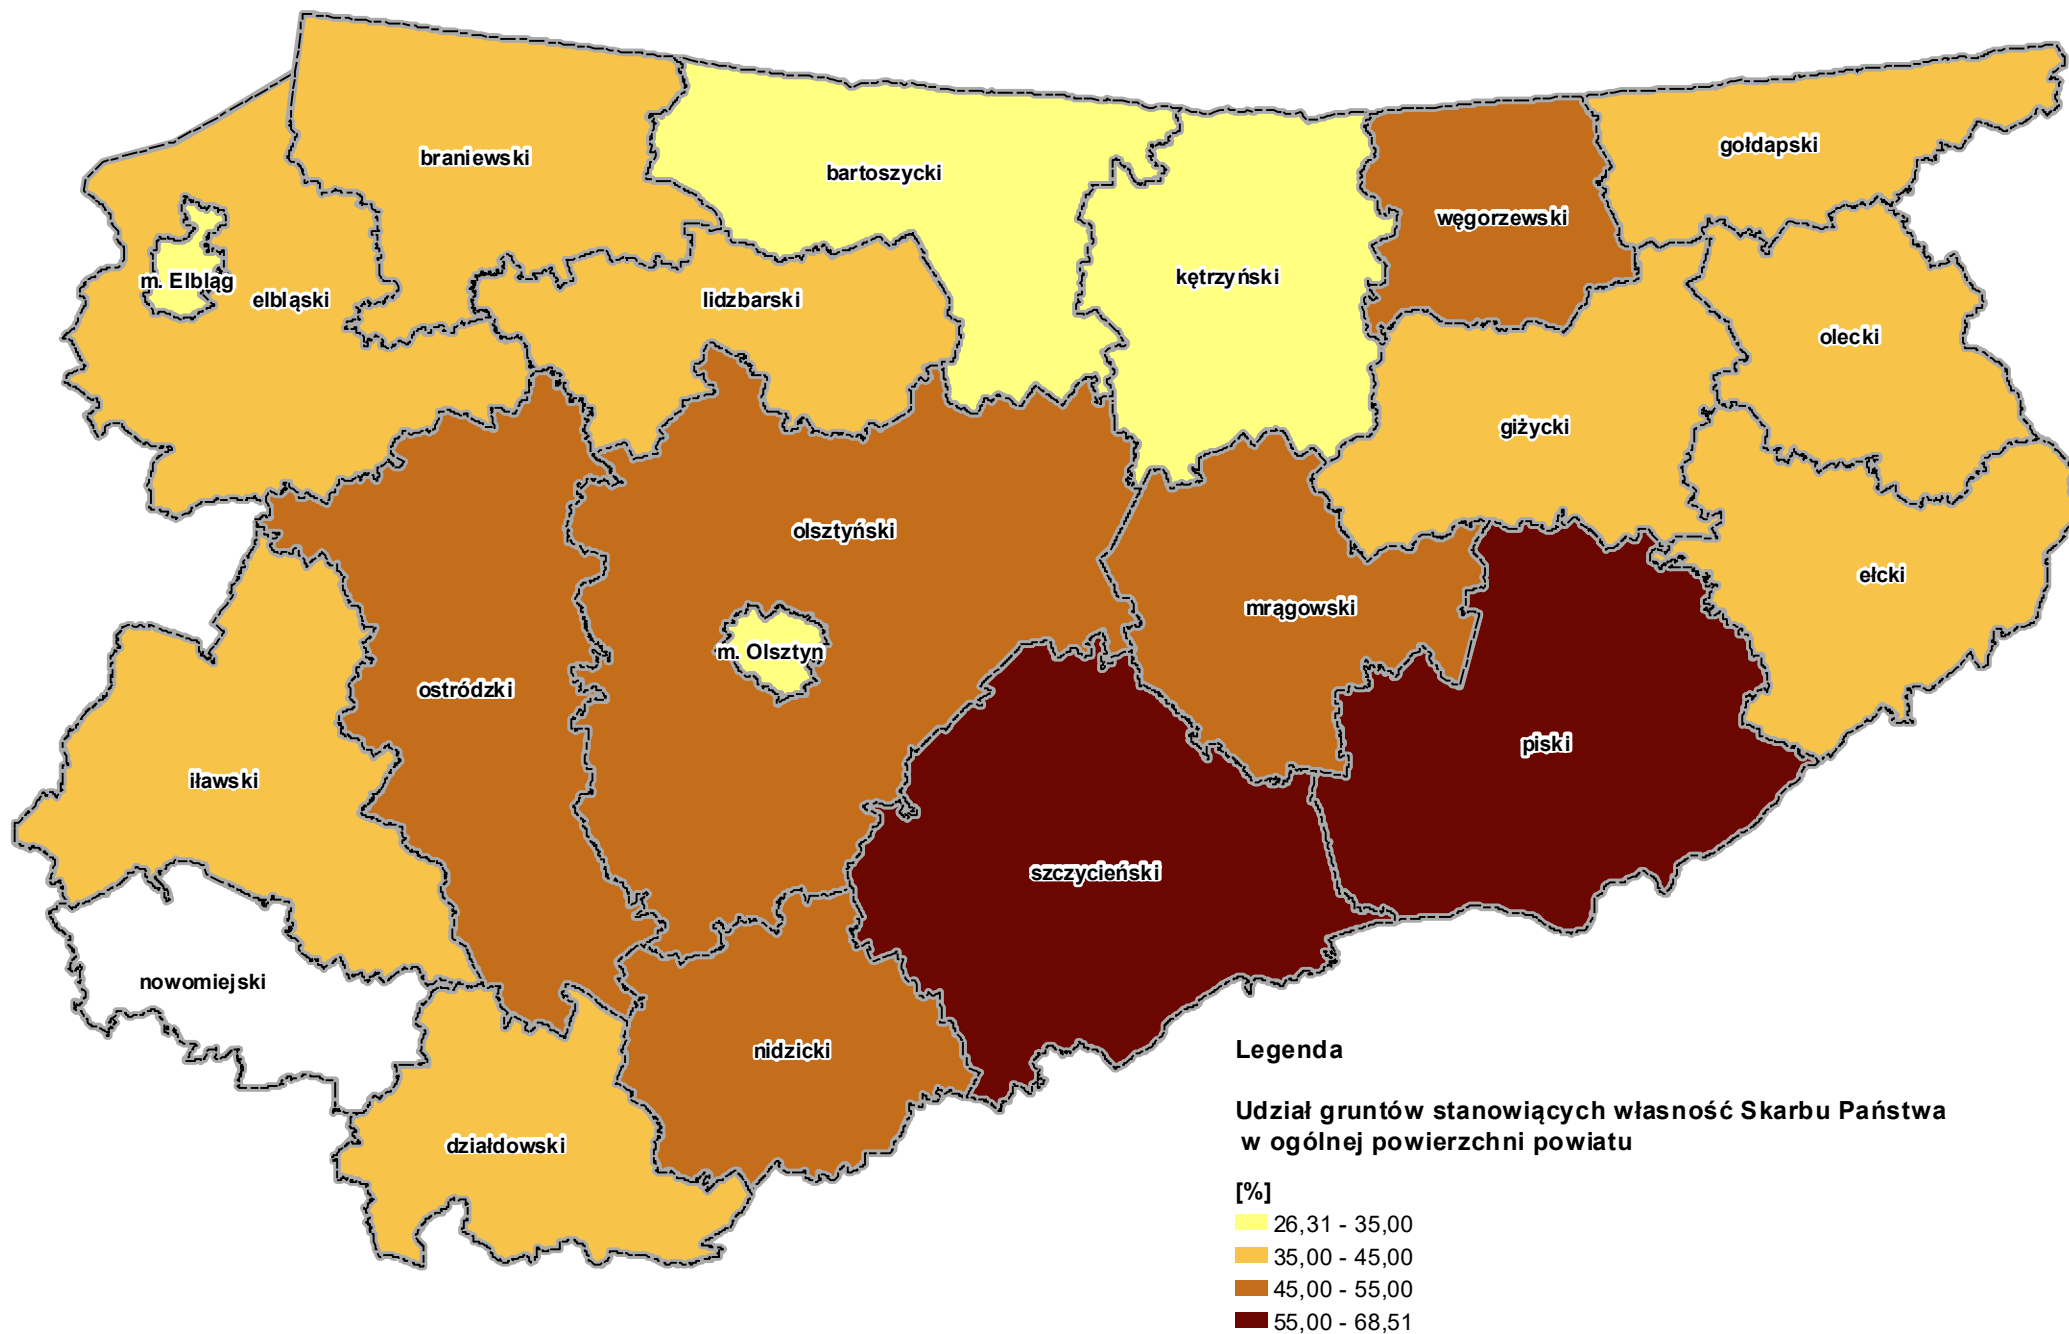 braniewski
gołdapski
bartoszycki
węgorzewski
kętrzyński
m. Elbląg
elbląski
lidzbarski
olecki
giżycki
olsztyński
ełcki
mrągowski
m. Olsztyn
ostródzki
piski
iławski
szczycieński
nowomiejski
nidzicki
działdowski
Legenda
Udział gruntów stanowiących własność Skarbu Państwa
w ogólnej powierzchni powiatu
[%]
26,31 - 35,00
35,00 - 45,00
45,00 - 55,00
55,00 - 68,51